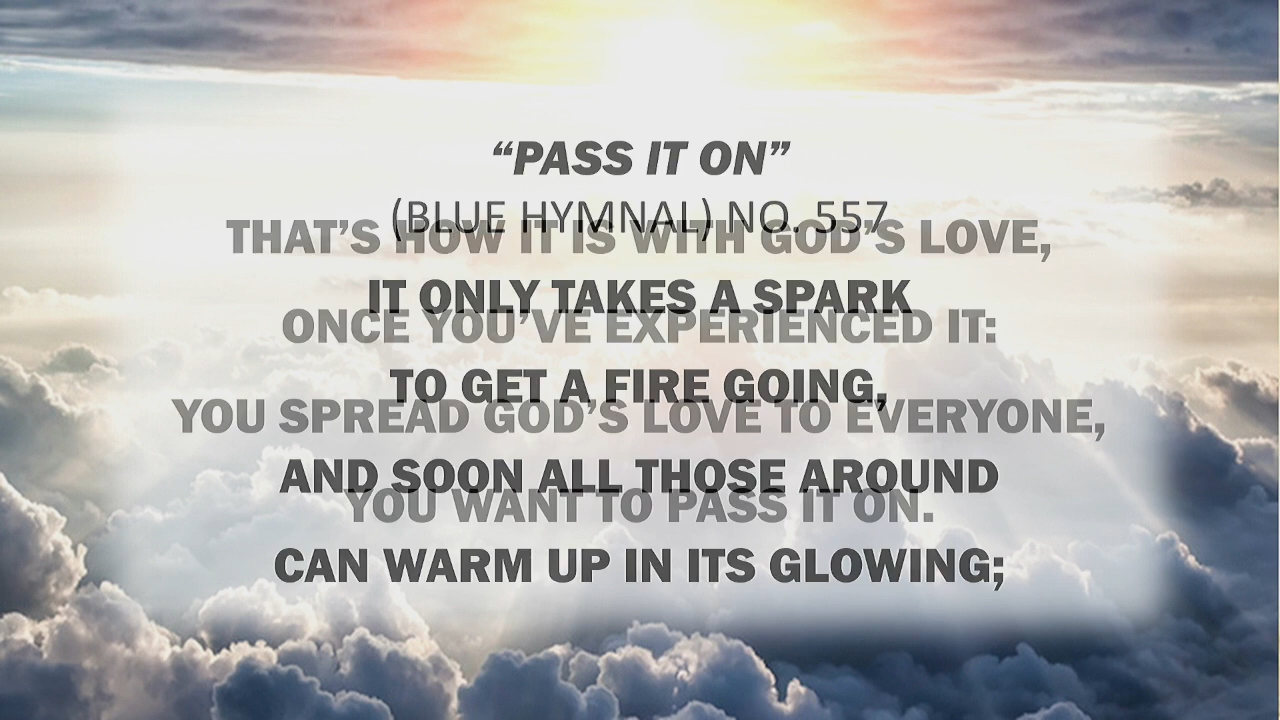 “PASS IT ON”
(BLUE HYMNAL) NO. 557
THAT’S HOW IT IS WITH GOD’S LOVE,
IT ONLY TAKES A SPARK
ONCE YOU’VE EXPERIENCED IT:
TO GET A FIRE GOING,
YOU SPREAD GOD’S LOVE TO EVERYONE,
AND SOON ALL THOSE AROUND
YOU WANT TO PASS IT ON.
CAN WARM UP IN ITS GLOWING;